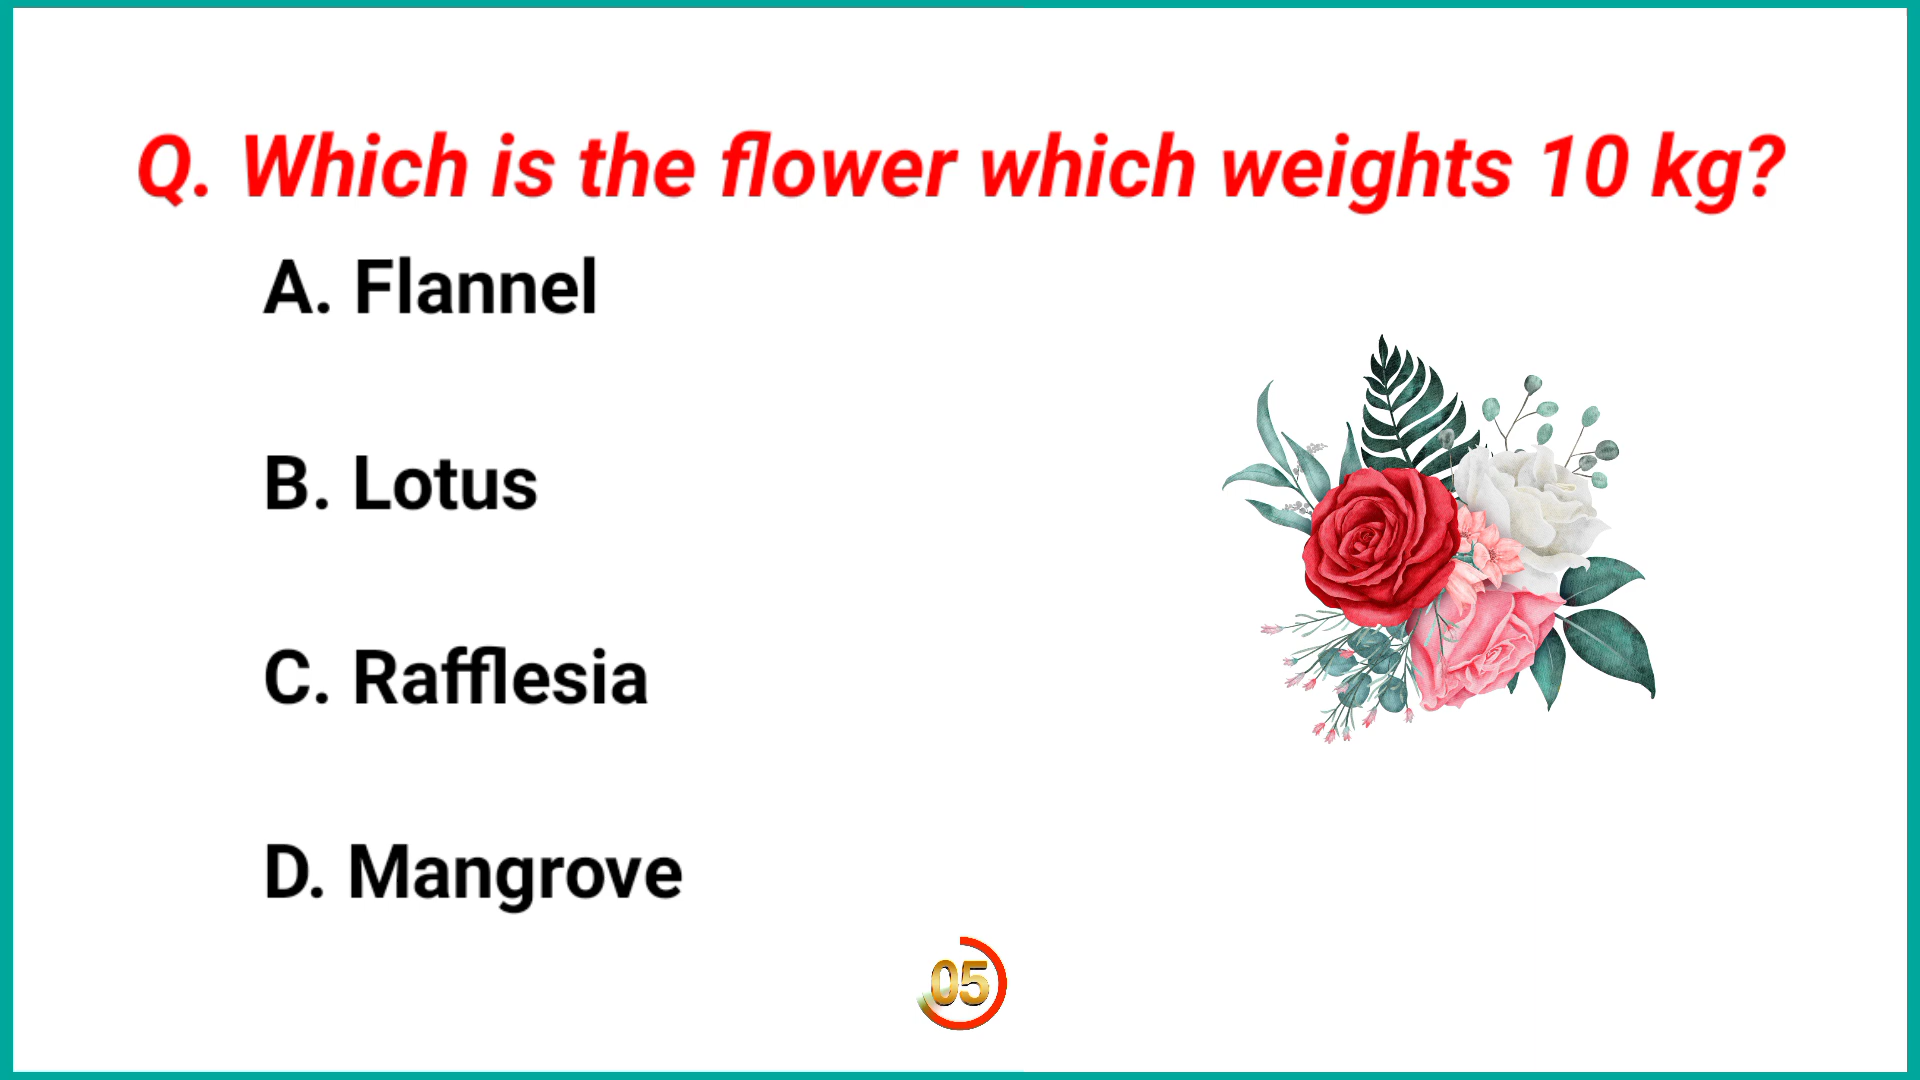 Q. Which is the flower which weights 10 kg?
A. Flannel
B. Lotus
C. Rafflesia
D. Mangrove
05